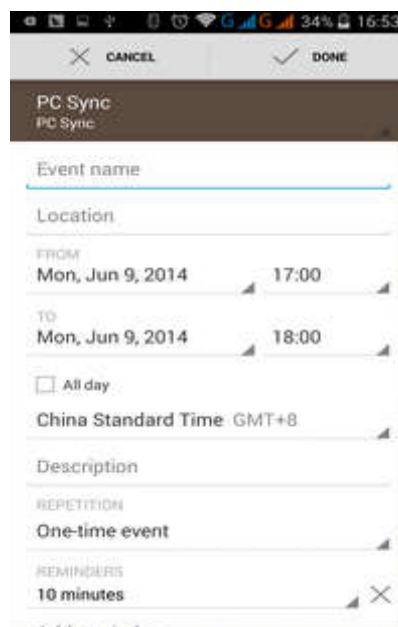 G G 34% 16:53
CANCEL DONE
PC Sync
PC Sync
Event name
Location
FROM
Mon, Jun 9, 2014 17:00
TO
Mon, Jun 9, 2014 18:00
All day
China Standard Time GMT+8
Description
REPETITION
One-time event
REMINDERS
10 minutes